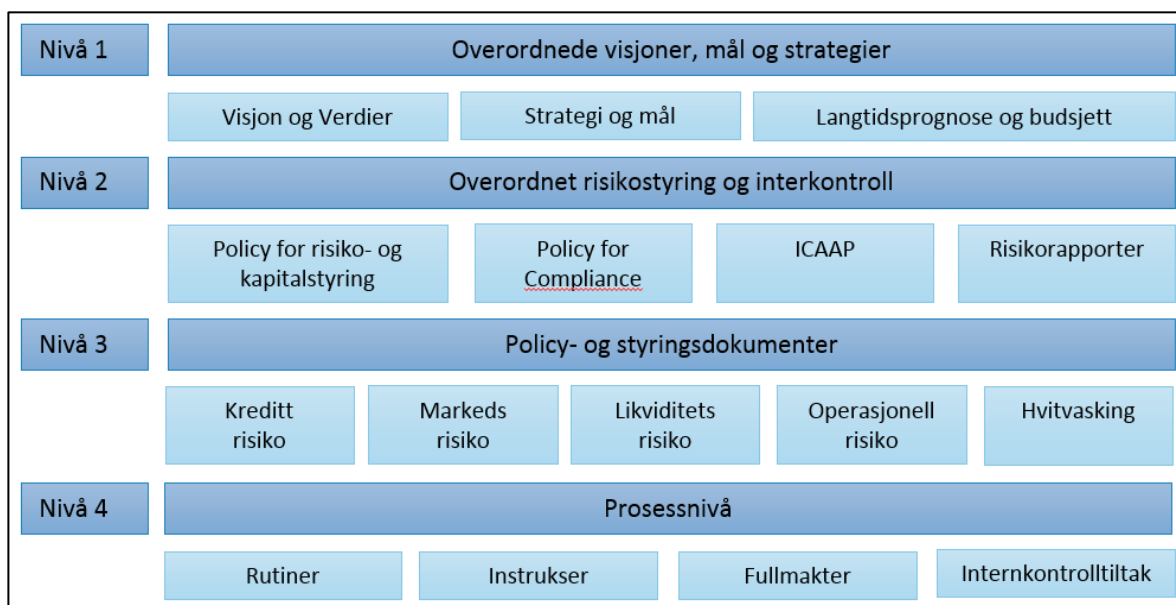 Nivå 1
Overordnede visjoner, mål og strategier
Visjon og Verdier
Strategi og mål
Langtidsprognose og budsjett
Nivå 2
Overordnet risikostyring og interkontroll
Policy for risiko- og
kapitalstyring
Policy for
Compliance
ICAAP
Risikorapporter
Nivå 3
Policy- og styringsdokumenter
Kreditt
risiko
Markeds
risiko
Likviditets
risiko
Operasjonell
risiko
Hvitvasking
Nivå 4
Prosessnivå
Rutiner
Instrukser
Fullmakter
Internkontrolltiltak